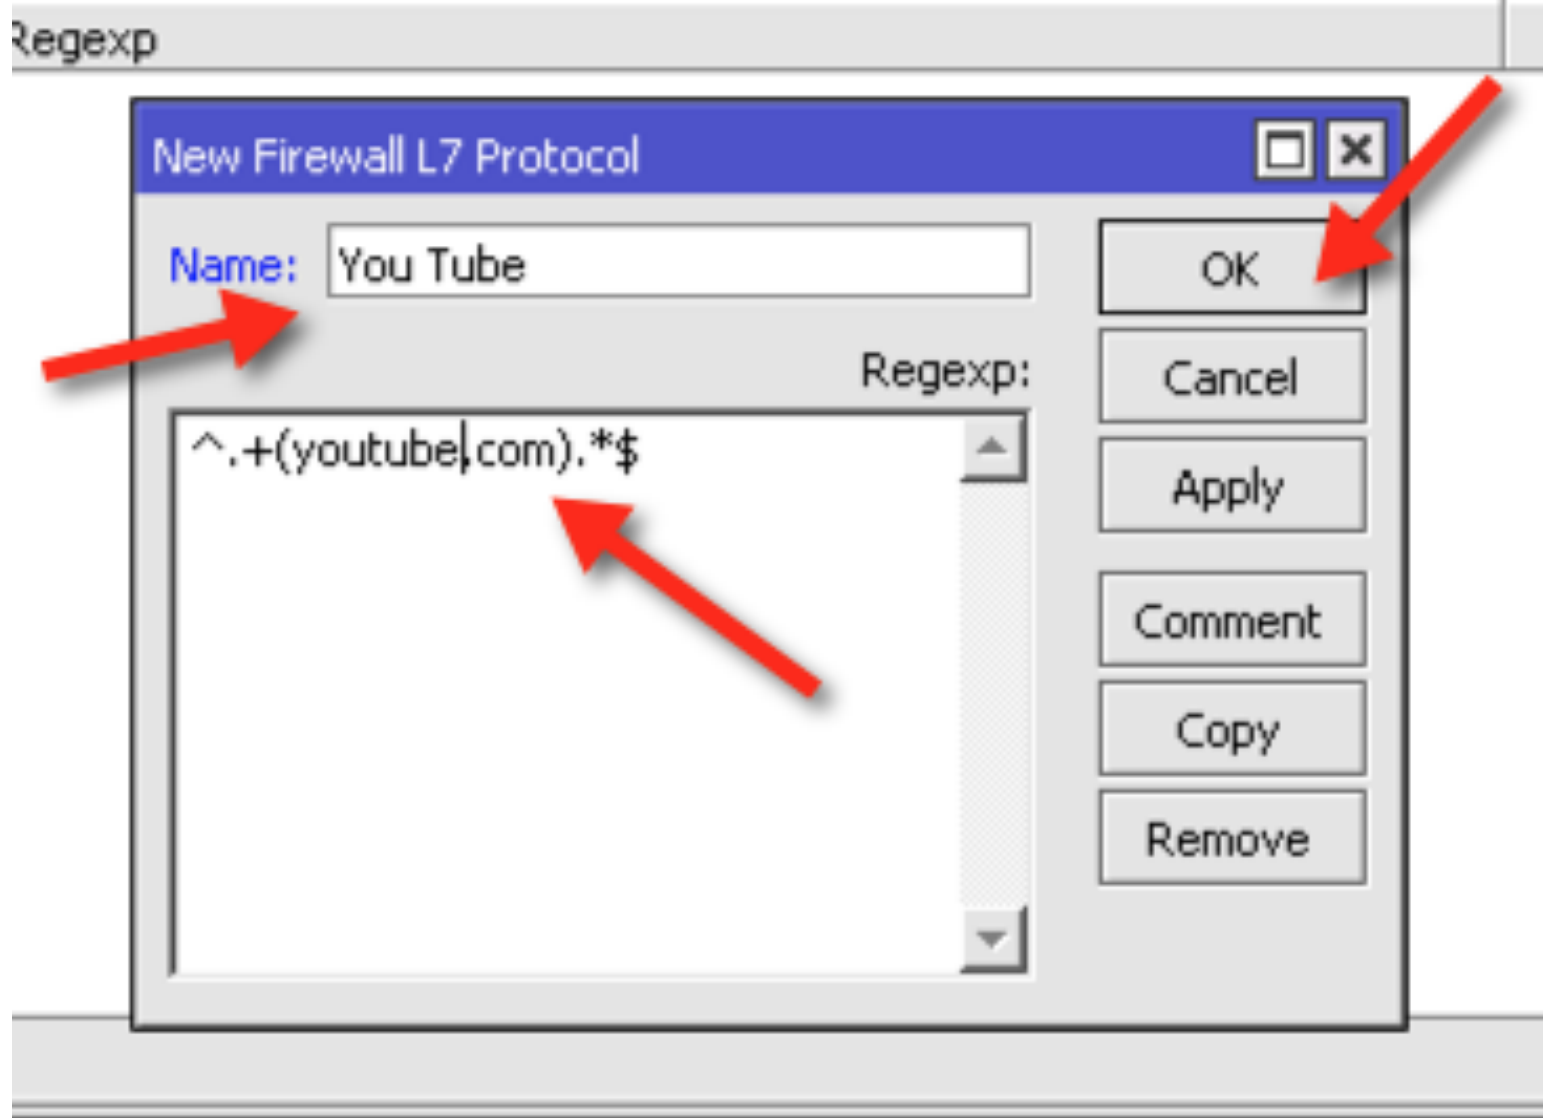 Regexp
New Firewall L7 Protocol
Name: You Tube
OK
Regexp:
Cancel
^.+(youtube.com).*$
Apply
Comment
Copy
Remove